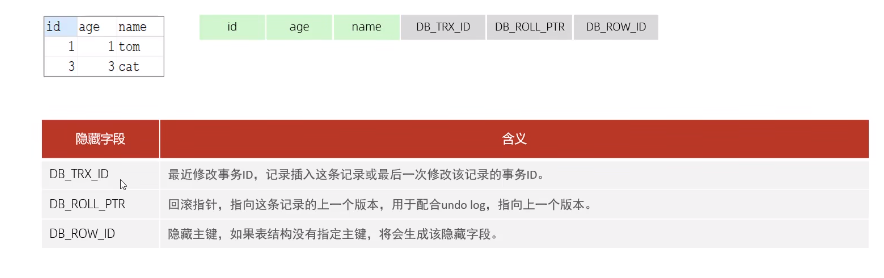 id age name
1 1 tom
3 3 cat
id age name DB_TRX_ID DB_ROLL_PTR DB_ROW_ID
隐藏字段 含义
DB_TRX_ID 最近修改事务ID，记录插入这条记录或最后一次修改该记录的事务ID。
DB_ROLL_PTR 回滚指针，指向这条记录的上一个版本，用于配合undo log，指向上一个版本。
DB_ROW_ID 隐藏主键，如果表结构没有指定主键，将会生成该隐藏字段。